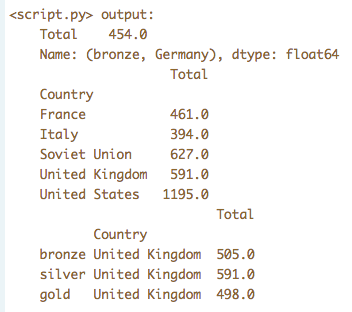 <script.py> output:
Total    454.0
Name: (bronze, Germany), dtype: float64
Total
Country
France           461.0
Italy            394.0
Soviet Union     627.0
United Kingdom   591.0
United States   1195.0
Total
Country
bronze United Kingdom  505.0
silver United Kingdom  591.0
gold   United Kingdom  498.0